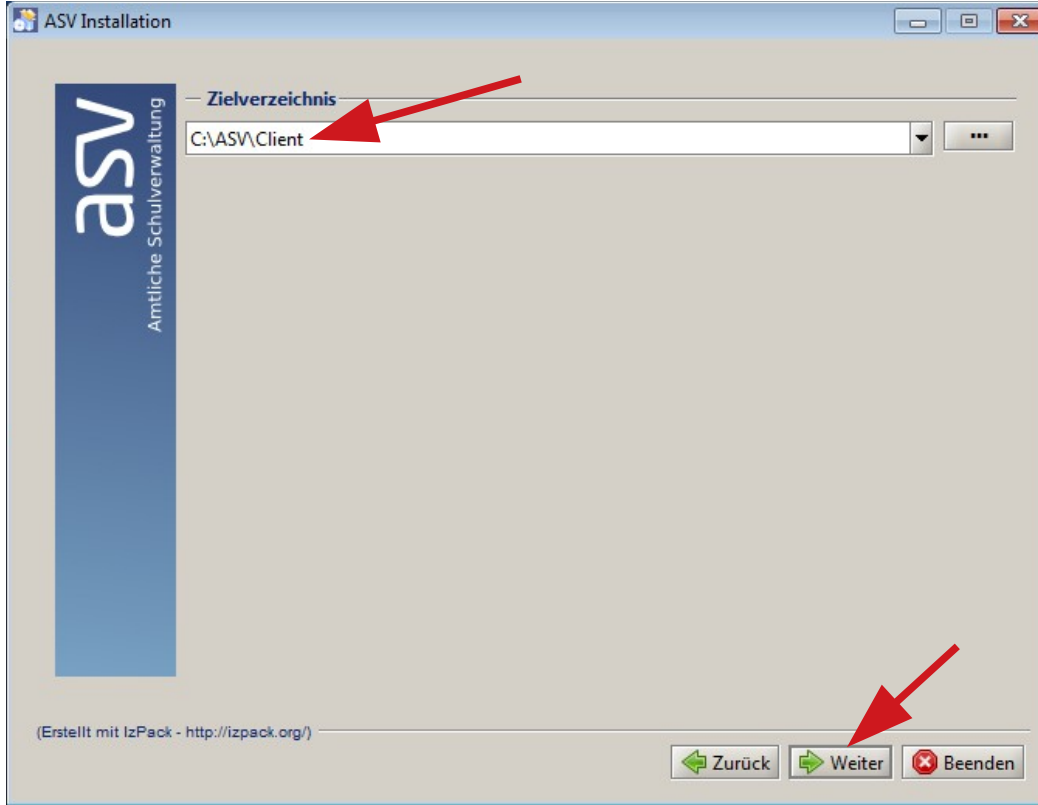 ASV Installation
asv
Amtliche Schulverwaltung
Zielverzeichnis
C:\ASV\Client
...
(Erstellt mit IzPack - http://izpack.org/)
Zurück
Weiter
Beenden